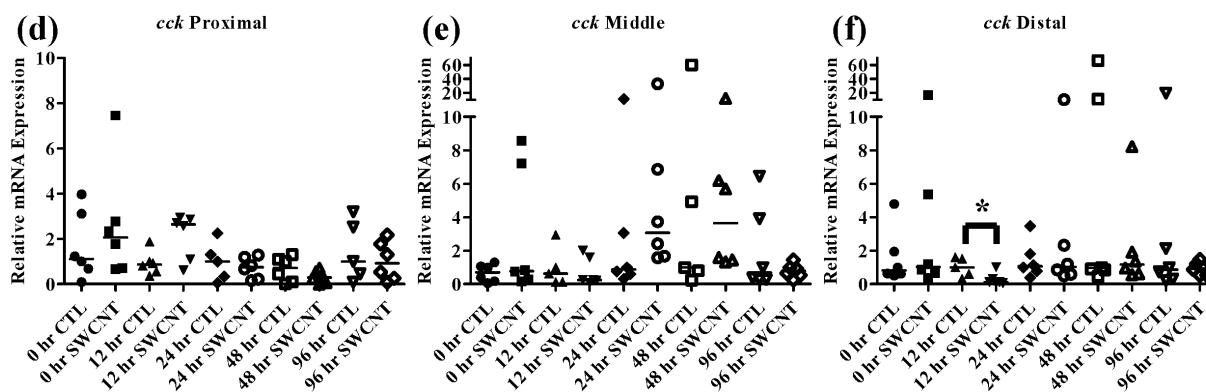 (d)
cck Proximal
Relative mRNA Expression
10
8
6
4
2
0
0 hr CTL
0 hr SWCNT
12 hr CTL
12 hr SWCNT
24 hr CTL
24 hr SWCNT
48 hr CTL
48 hr SWCNT
96 hr CTL
96 hr SWCNT
(e)
cck Middle
Relative mRNA Expression
60
40
20
10
8
6
4
2
0
0 hr CTL
0 hr SWCNT
12 hr CTL
12 hr SWCNT
24 hr CTL
24 hr SWCNT
48 hr CTL
48 hr SWCNT
96 hr CTL
96 hr SWCNT
(f)
cck Distal
Relative mRNA Expression
60
40
20
10
8
6
4
2
0
*
0 hr CTL
0 hr SWCNT
12 hr CTL
12 hr SWCNT
24 hr CTL
24 hr SWCNT
48 hr CTL
48 hr SWCNT
96 hr CTL
96 hr SWCNT